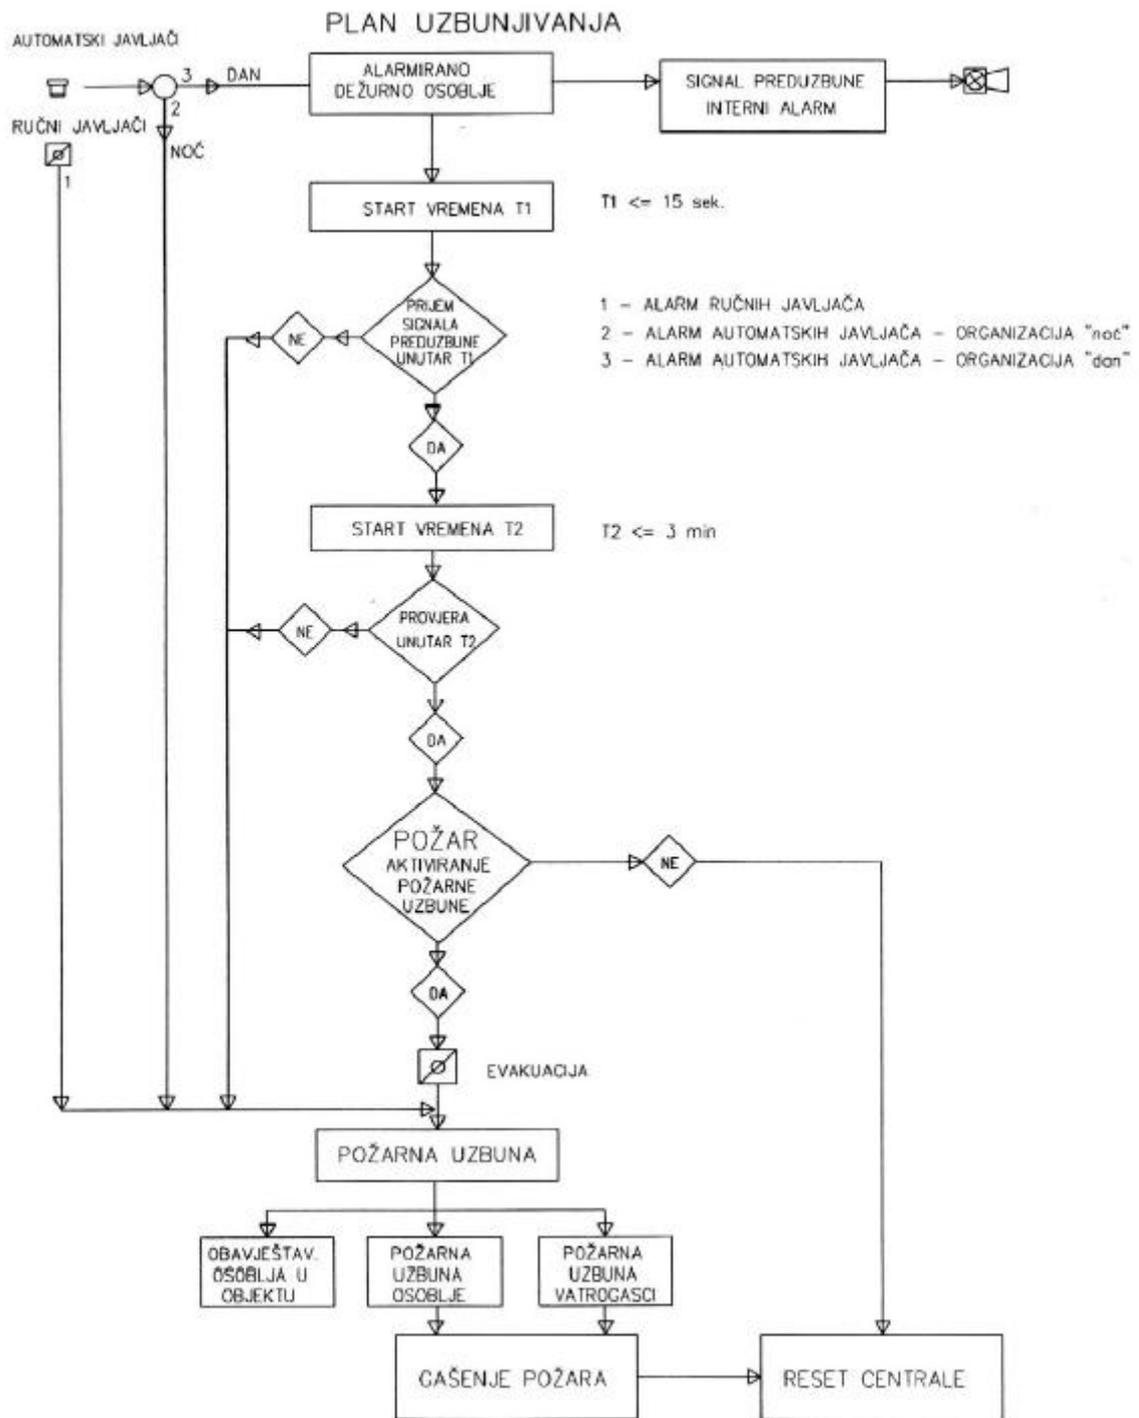 PLAN UZBUNJIVANJA
AUTOMATSKI JAVLJAČI
3
DAN
2
RUČNI JAVLJAČI
1
NOČ
ALARMIRANO
DEŽURNO OSOBLJE
SIGNAL PREDUZBUNE
INTERNI ALARM
START VREMENA T1
T1 <= 15 sek.
PRIJEM
SIGNALA
PREDUZBUNE
UNUTAR T1
NE
1 – ALARM RUČNIH JAVLJAČA
2 – ALARM AUTOMATSKIH JAVLJAČA – ORGANIZACIJA "noć"
3 – ALARM AUTOMATSKIH JAVLJAČA – ORGANIZACIJA "dan"
DA
START VREMENA T2
T2 <= 3 min
PROVJERA
UNUTAR T2
NE
DA
POŽAR
AKTIVIRANJE
POŽARNE
UZBUNE
NE
DA
EVAKUACIJA
POŽARNA UZBUNA
OBAVJEŠTAV.
OSOBLJA U
OBJEKTU
POŽARNA
UZBUNA
OSOBLJE
POŽARNA
UZBUNA
VATROGASCI
GAŠENJE POŽARA
RESET CENTRALE